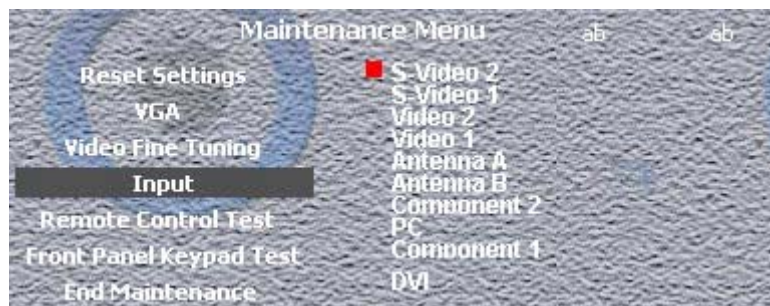 Maintenance Menu ab ab
Reset Settings
VGA
Video Fine Tuning
Input
Remote Control Test
Front Panel Keypad Test
End Maintenance
S-Video 2
S-Video 1
Video 2
Video 1
Antenna A
Antenna B
Component 2
PC
Component 1
DVI